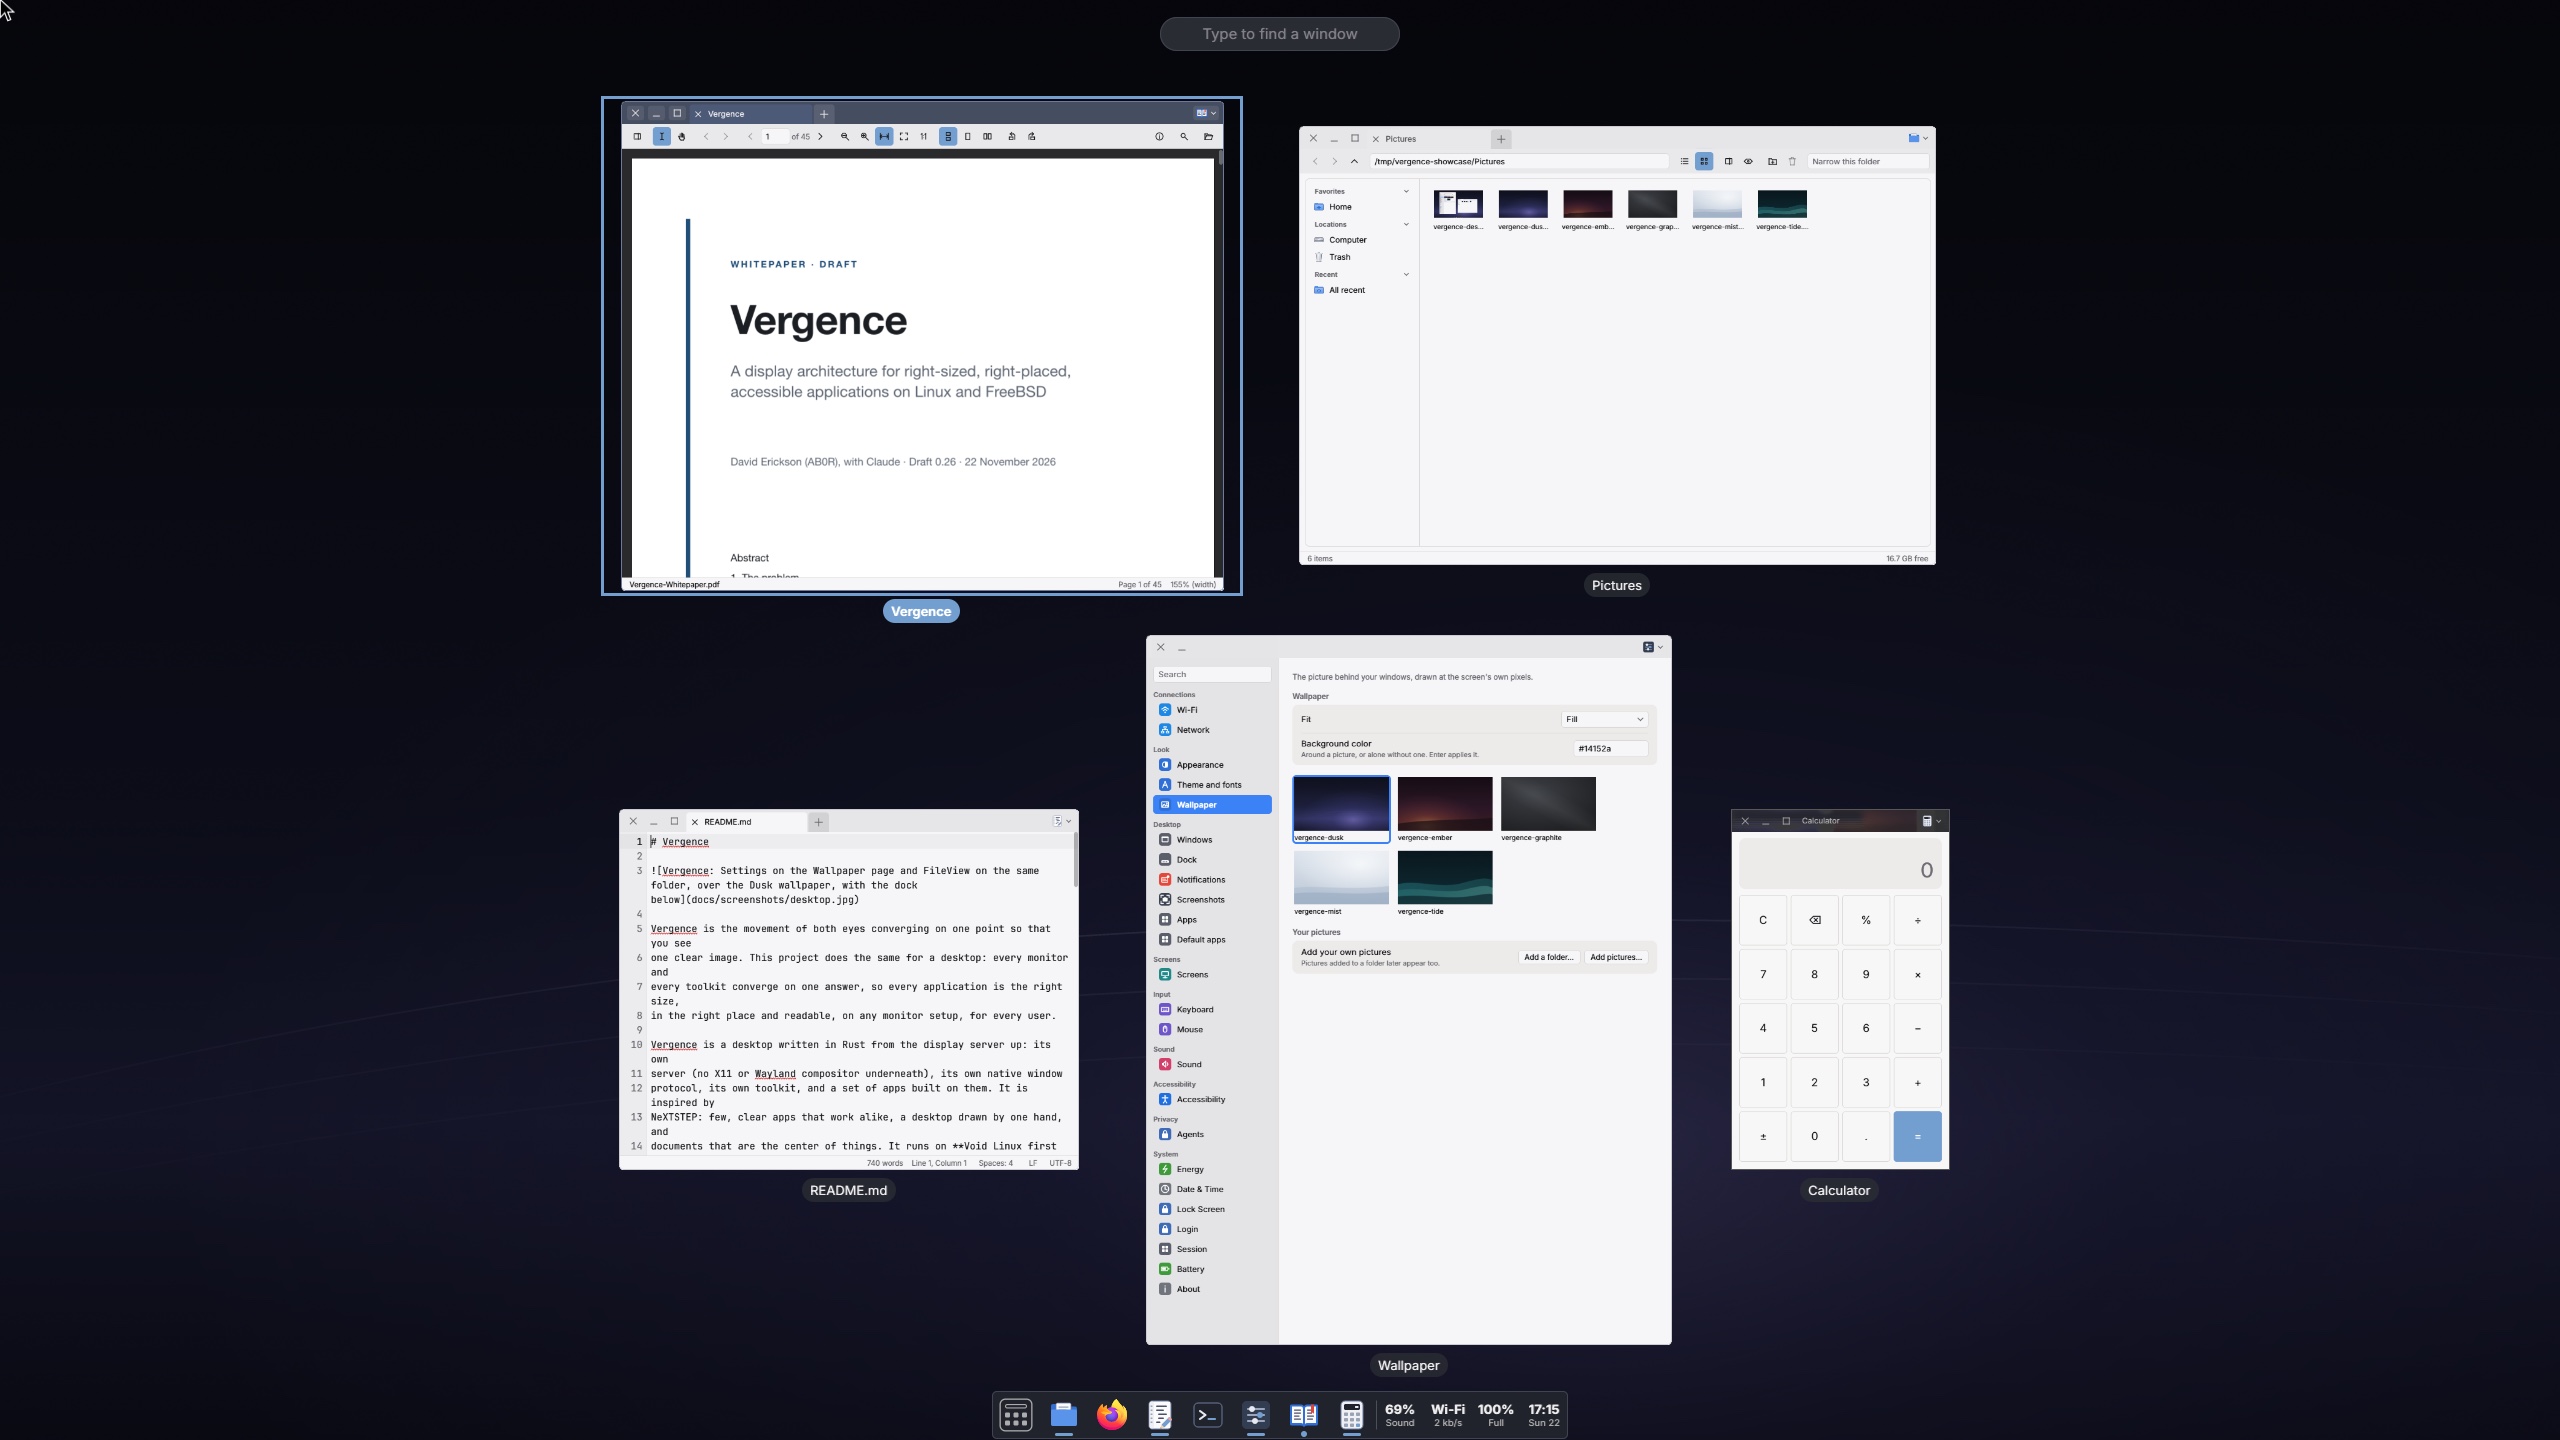 Type to find a window
Vergence
1 of 45
WHITEPAPER · DRAFT
Vergence
A display architecture for right-sized, right-placed,
accessible applications on Linux and FreeBSD
David Erickson (AB0R), with Claude · Draft 0.26 · 22 November 2026
Abstract
Vergence-Whitepaper.pdf
Page 1 of 45 155% (width)
Vergence
Pictures
/tmp/vergence-showcase/Pictures
Narrow this folder
Favorites
Home
Locations
Computer
Trash
Recent
All recent
vergence-des...
vergence-dus...
vergence-emb...
vergence-grap...
vergence-mist...
vergence-tide....
6 items
16.7 GB free
Pictures
README.md
1 # Vergence
2
3 ![Vergence: Settings on the Wallpaper page and FileView on the same
folder, over the Dusk wallpaper, with the dock
below](docs/screenshots/desktop.jpg)
4
5 Vergence is the movement of both eyes converging on one point so that
you see
6 one clear image. This project does the same for a desktop: every monitor
and
7 every toolkit converge on one answer, so every application is the right
size,
8 in the right place and readable, on any monitor setup, for every user.
9
10 Vergence is a desktop written in Rust from the display server up: its
own
11 server (no X11 or Wayland compositor underneath), its own native window
12 protocol, its own toolkit, and a set of apps built on them. It is
inspired by
13 NeXTSTEP: few, clear apps that work alike, a desktop drawn by one hand,
and
14 documents that are the center of things. It runs on **Void Linux first
740 words Line 1, Column 1 Spaces: 4 LF UTF-8
README.md
Search
Connections
Wi-Fi
Network
Look
Appearance
Theme and fonts
Wallpaper
Desktop
Windows
Dock
Notifications
Screenshots
Apps
Default apps
Screens
Screens
Input
Keyboard
Mouse
Sound
Sound
Accessibility
Accessibility
Privacy
Agents
System
Energy
Date & Time
Lock Screen
Login
Session
Battery
About
The picture behind your windows, drawn at the screen's own pixels.
Wallpaper
Fit
Fill
Background color
Around a picture, or alone without one. Enter applies it.
#14152a
vergence-dusk
vergence-ember
vergence-graphite
vergence-mist
vergence-tide
Your pictures
Add your own pictures
Pictures added to a folder later appear too.
Add a folder...
Add pictures...
Wallpaper
Calculator
0
C ⌫ % ÷
7 8 9 ×
4 5 6 −
1 2 3 +
± 0 . =
Calculator
69% Wi-Fi 100% 17:15
Sound 2 kb/s Full Sun 22